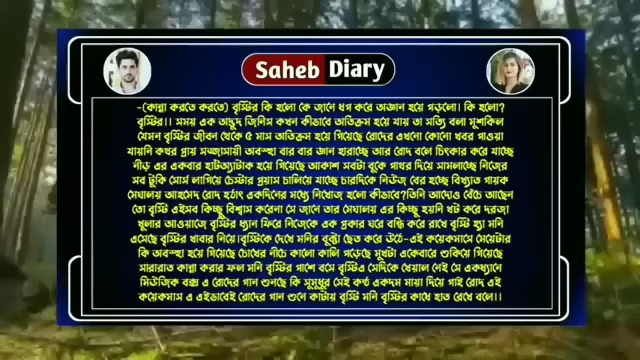 Saheb Diary
-(কান্না করতে করতে) বৃস্টির কি হলো কে জানে ধপ করে অজ্ঞান হয়ে পড়লো। কি হলো?
বৃস্টির।। সময় এক অদ্ভুদ জিনিস কখন কীভাবে অতিক্রম হয়ে যায় তা সত্যি বলা মুশকিল
যেমন বৃস্টির জীবন থেকে ৫ মাস অতিক্রম হয়ে গিয়েছে রোদের এখনো কোনো খবর পাওয়া
যায়নি কথর প্রায় সজ্জাসায়ী অবস্হা বার বার জ্ঞান হারাচ্ছে আর রোদ বলে চিৎকার করে যাচ্ছে
নীড় এর একবার হার্টঅ্যাটাক হয়ে গিয়েছে আকাশ সবটা বুকে পাথর দিয়ে সামলাচ্ছে নিজের
সব টুকি সোর্স লাগিয়ে চেস্টার প্রয়াস চালিয়ে যাচ্ছে চারদিকে নিউজ বের হচ্ছে বিখ্যাত গায়ক
মেঘালয় আহমেদ রোদ হঠাৎ একদিনের মধ্যে নিখোজ হলো কীভাবে?তিনি আদেও বেঁচে আছেন
তো বৃস্টি এইসব কিচ্ছু বিশ্বাস করেনা সে জানে তার মেঘালয় এর কিচ্ছু হয়নি খট করে দরজা
খুলার আওয়াজে বৃস্টির ধ্যান ফিরে নিজেকে এক প্রকার ঘরে বন্ধি করে রাখে বৃস্টি হ্যা মনি
এসেছে বৃস্টির খাবার নিয়ে।বৃস্টিকে দেখে মনির বুকটা ছেত করে উঠে-এই কয়েকমাসে মেয়েটার
কি অবস্হা হয়ে গিয়েছে চোখের নীচে কালো কালি পড়েছে মুখটা একেবারে শুকিয়ে গিয়েছে
সারারাত কান্না করার ফল মনি বৃস্টির পাশে বসে বৃস্টিএ সেদিকে খেয়াল নেই সে একধ্যানে
মিউজিক বক্স এ রোদের গান শুনছে কি সুমুধুর সেই কন্ঠ একদম মায়া দিয়ে গাই রোদ এই
কয়েকমাস এ এইভাবেই রোদের গান শুনে কাটায় বৃস্টি মনি বৃস্টির কাধে হাত রেখে বলে।।